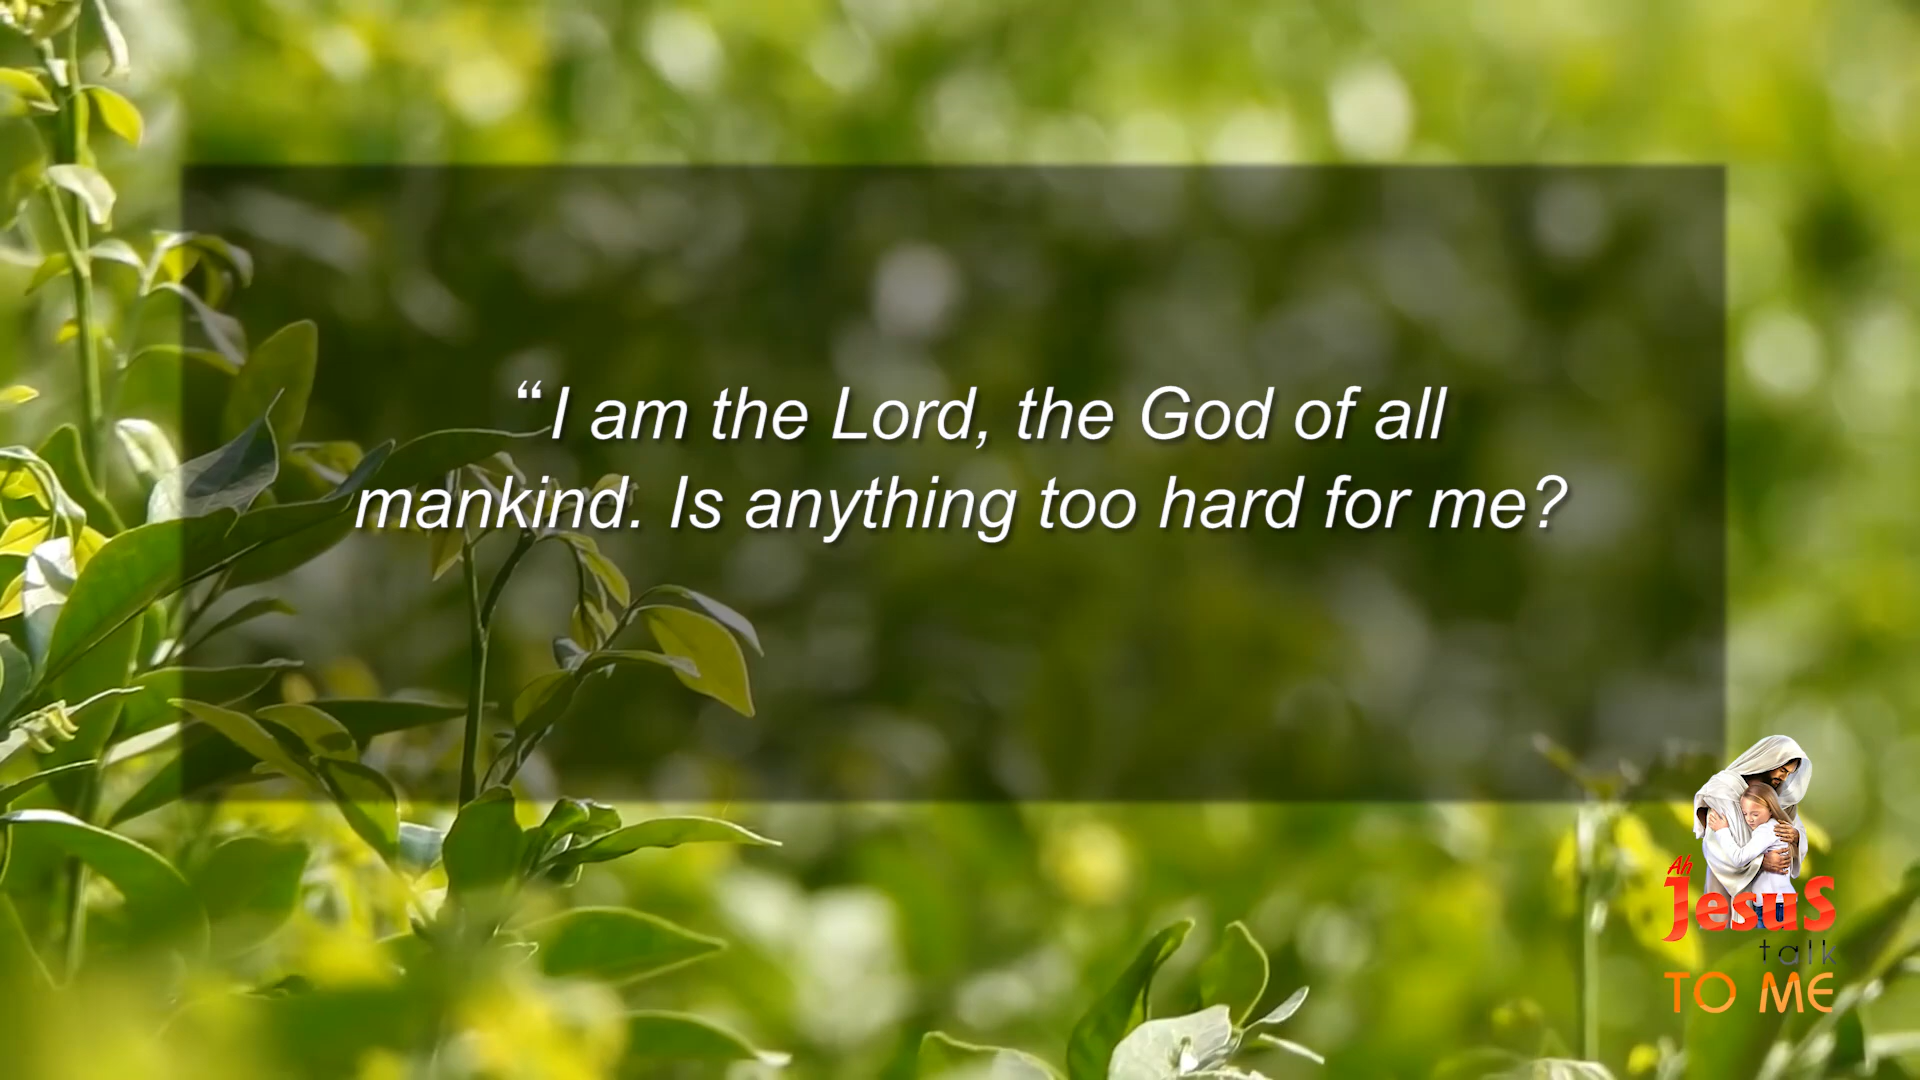 “I am the Lord, the God of all
mankind. Is anything too hard for me?
Ah
Jesus
talk
TO ME